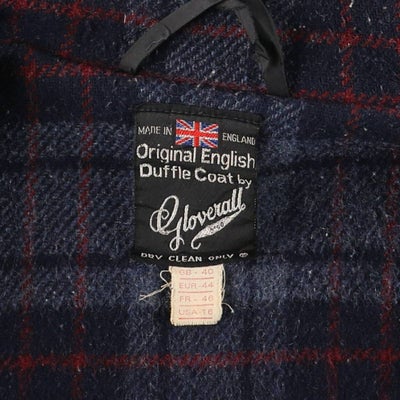 MADE IN ENGLAND
Original English
Duffle Coat by
Gloverall
DRY CLEAN ONLY Ⓟ
GB - 40
EUR-44
FR - 46
USA-16